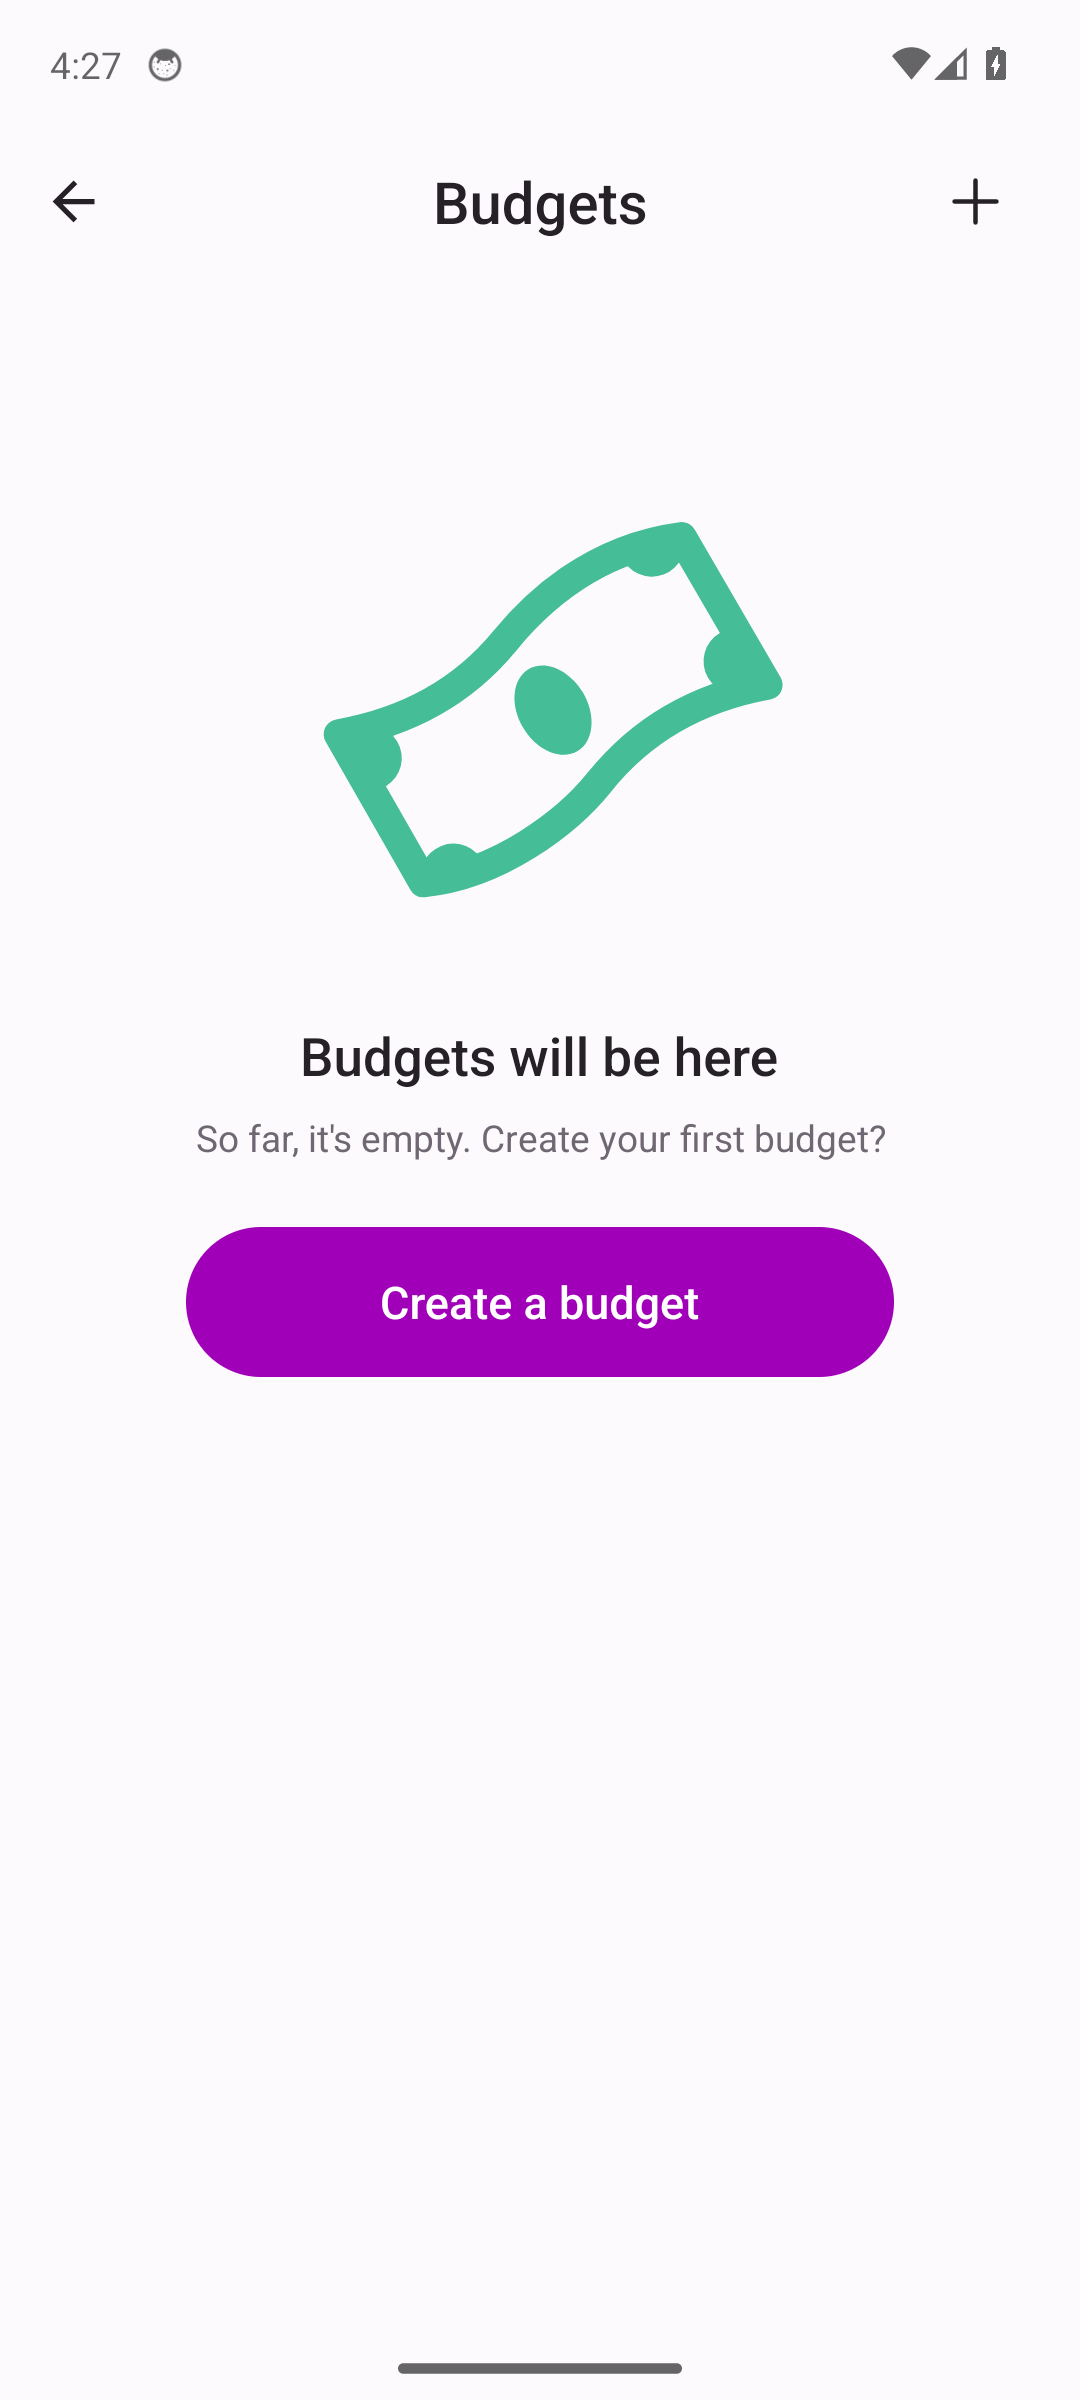 4:27
Budgets
Budgets will be here
So far, it's empty. Create your first budget?
Create a budget